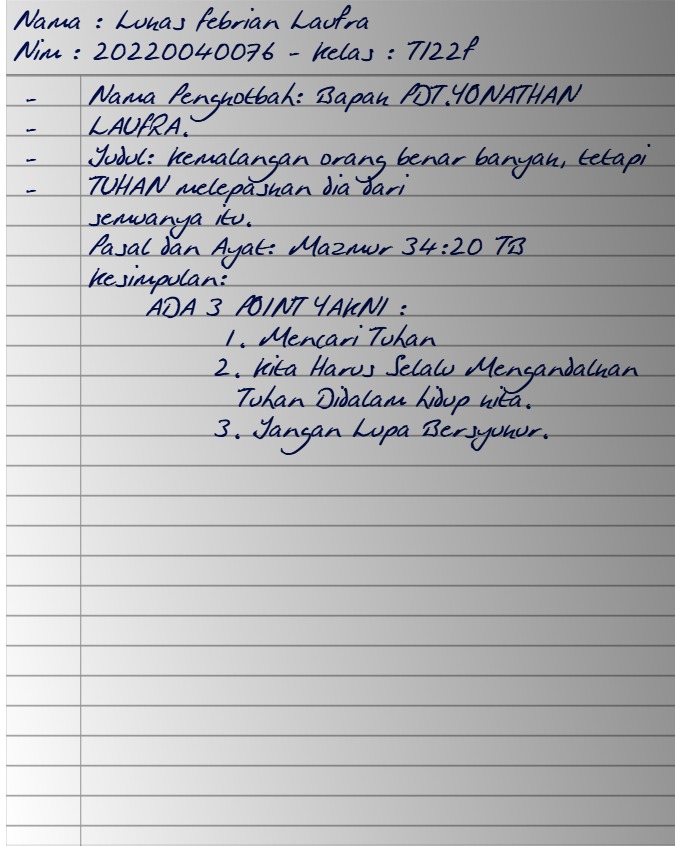 Nama : Lukas Febrian Laufra
Nim : 20220040076 - Kelas : TI22F
- Nama Pengkotbah: Bapak PDT.YONATHAN
- LAUFRA.
- Judul: Kemalangan orang benar banyak, tetapi
- TUHAN melepaskan dia dari
semuanya itu.
Pasal dan Ayat: Mazmur 34:20 TB
Kesimpulan:
ADA 3 POINT YAKNI :
1. Mencari Tuhan
2. Kita Harus Selalu Mengandalkan
Tuhan Didalam hidup kita.
3. Jangan Lupa Bersyukur.